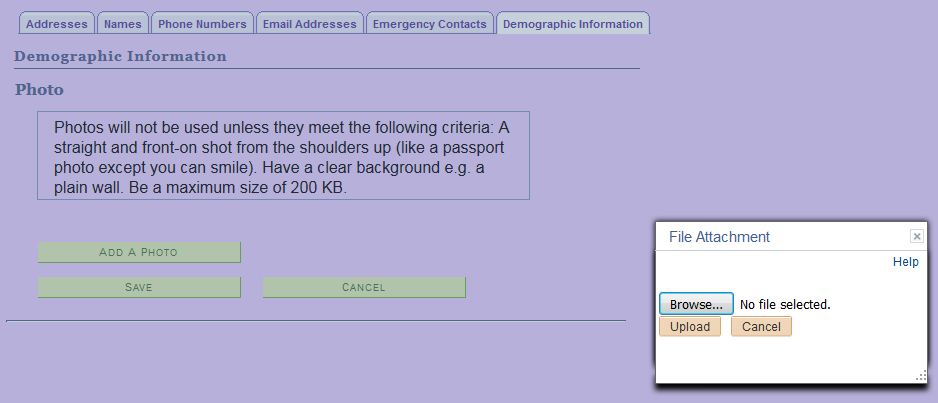 Addresses Names Phone Numbers Email Addresses Emergency Contacts Demographic Information
Demographic Information
Photo
Photos will not be used unless they meet the following criteria: A
straight and front-on shot from the shoulders up (like a passport
photo except you can smile). Have a clear background e.g. a
plain wall. Be a maximum size of 200 KB.
ADD A PHOTO
SAVE CANCEL
File Attachment
Help
Browse... No file selected.
Upload Cancel